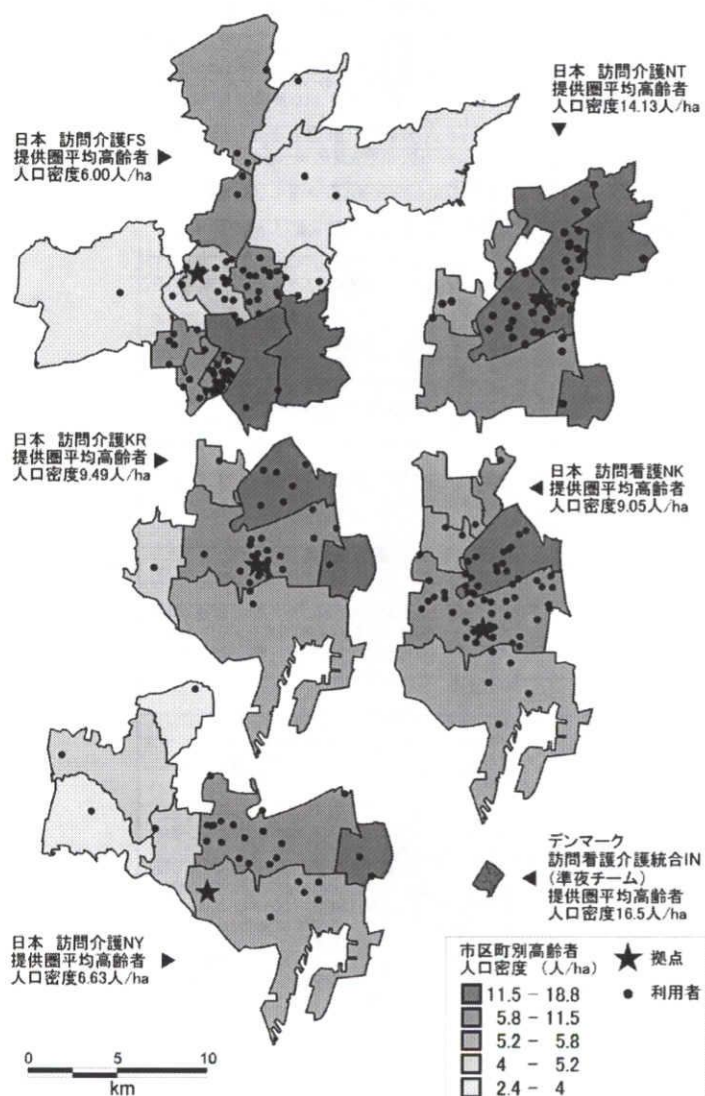 日本 訪問介護FS
提供圏平均高齢者
人口密度6.00人/ha
日本 訪問介護NT
提供圏平均高齢者
人口密度14.13人/ha
日本 訪問介護KR
提供圏平均高齢者
人口密度9.49人/ha
日本 訪問看護NK
提供圏平均高齢者
人口密度9.05人/ha
デンマーク
訪問看護介護統合IN
(準夜チーム)
提供圏平均高齢者
人口密度16.5人/ha
日本 訪問介護NY
提供圏平均高齢者
人口密度6.63人/ha
市区町別高齢者
人口密度 (人/ha)
11.5 - 18.8
5.8 - 11.5
5.2 - 5.8
4 - 5.2
2.4 - 4
拠点
利用者
0 5 10
km